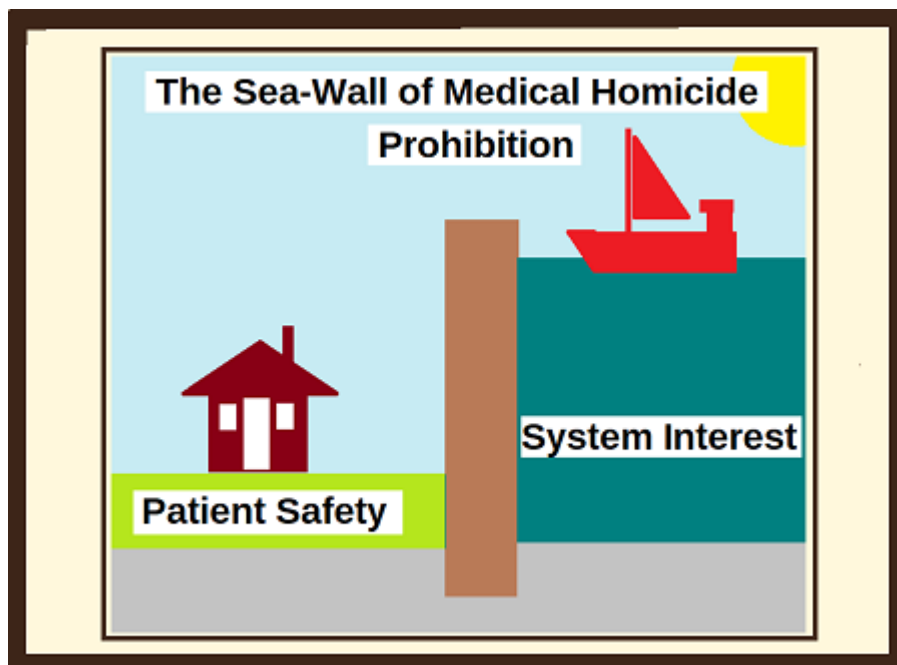 The Sea-Wall of Medical Homicide
Prohibition
System Interest
Patient Safety